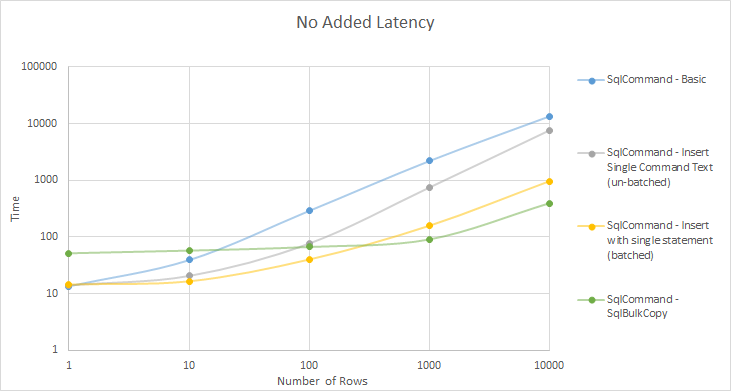 No Added Latency
100000
10000
1000
100
10
1
Time
1
10
100
1000
10000
Number of Rows
SqlCommand - Basic
SqlCommand - Insert
Single Command Text
(un-batched)
SqlCommand - Insert
with single statement
(batched)
SqlCommand -
SqlBulkCopy